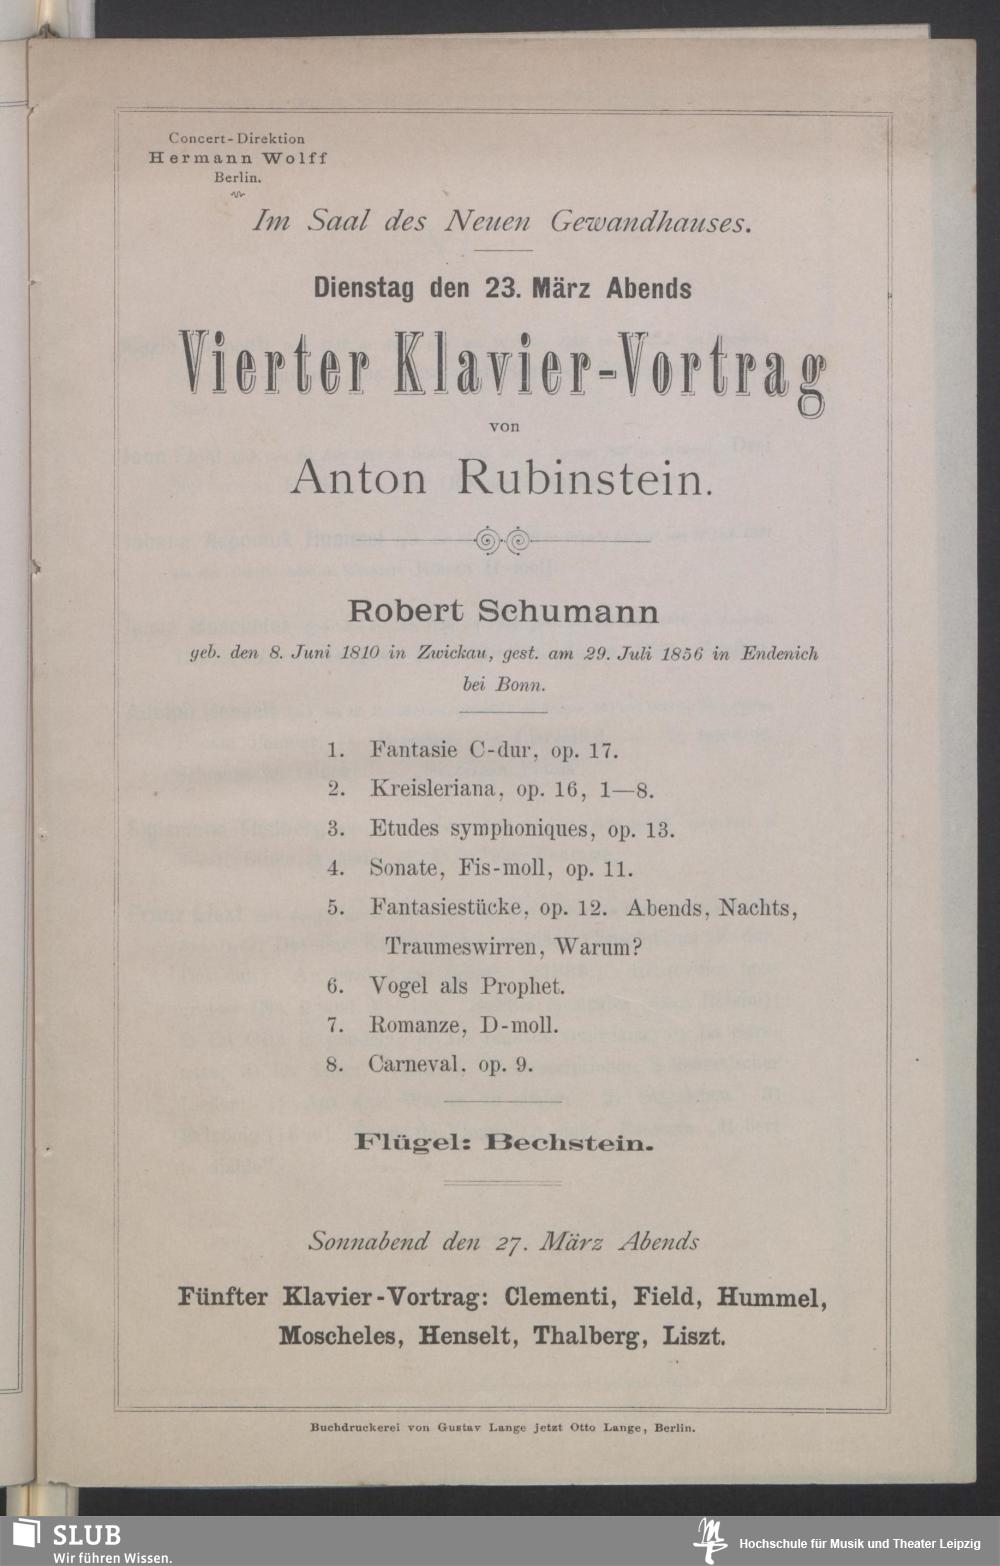 Concert-Direktion
Hermann Wolff
Berlin.
Im Saal des Neuen Gewandhauses.
Dienstag den 23. März Abends
Vierter Klavier-Vortrag
von
Anton Rubinstein.
Robert Schumann
geb. den 8. Juni 1810 in Zwickau, gest. am 29. Juli 1856 in Endenich
bei Bonn.
1. Fantasie C-dur, op. 17.
2. Kreisleriana, op. 16, 1—8.
3. Etudes symphoniques, op. 13.
4. Sonate, Fis-moll, op. 11.
5. Fantasiestücke, op. 12. Abends, Nachts,
Traumeswirren, Warum?
6. Vogel als Prophet.
7. Romanze, D-moll.
8. Carneval, op. 9.
Flügel: Bechstein.
Sonnabend den 27. März Abends
Fünfter Klavier-Vortrag: Clementi, Field, Hummel,
Moscheles, Henselt, Thalberg, Liszt.
Buchdruckerei von Gustav Lange jetzt Otto Lange, Berlin.
SLUB
Wir führen Wissen.
Hochschule für Musik und Theater Leipzig